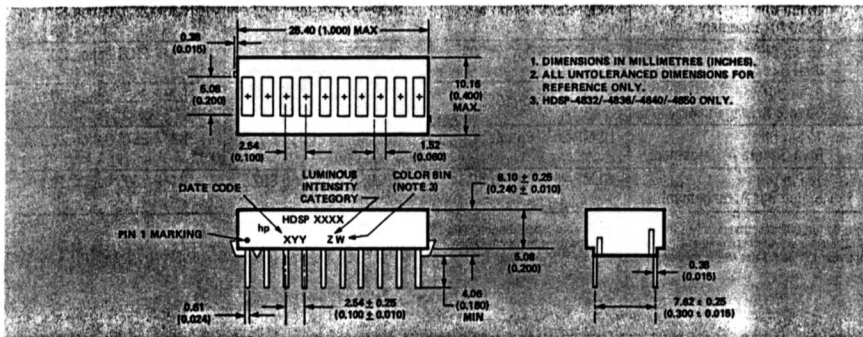 0.38
(0.015)
25.40 (1.000) MAX
5.08
(0.200)
10.16
(0.400)
MAX.
1. DIMENSIONS IN MILLIMETRES (INCHES).
2. ALL UNTOLERANCED DIMENSIONS FOR
REFERENCE ONLY.
3. HDSP-4832/-4836/-4840/-4850 ONLY.
2.54
(0.100)
1.52
(0.060)
DATE CODE
LUMINOUS
INTENSITY
CATEGORY
COLOR BIN
(NOTE 3)
6.10 ± 0.25
(0.240 ± 0.010)
PIN 1 MARKING
HDSP XXXX
hp
XYY
Z W
5.08
(0.200)
0.38
(0.015)
0.61
(0.024)
2.54 ± 0.25
(0.100 ± 0.010)
4.06
(0.160)
MIN
7.62 ± 0.25
(0.300 ± 0.015)